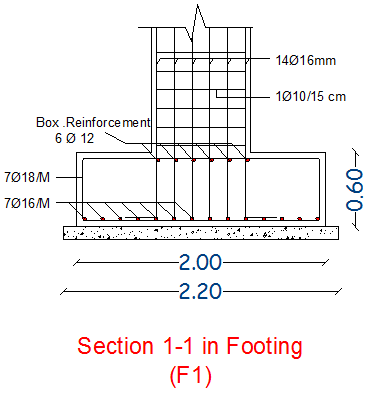 14Ø16mm
1Ø10/15 cm
Box .Reinforcement
6 Ø 12
7Ø18/M
7Ø16/M
0.60
2.00
2.20
Section 1-1 in Footing
(F1)